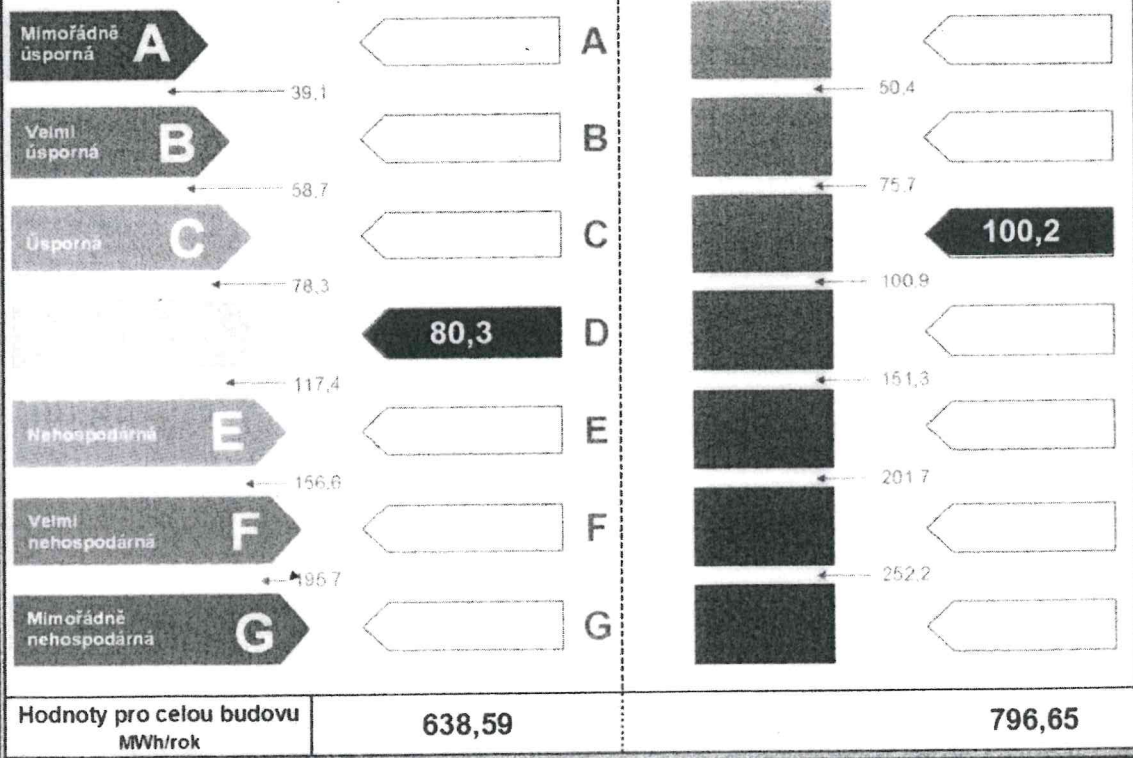 Mimořádně
úsporná A
A
39,1
50,4
Velmi
úsporná B
B
58,7
75,7
Úsporná C
C
100,2
78,3
100,9
80,3
D
117,4
151,3
Nehospodárná E
E
156,6
201,7
Velmi
nehospodárná F
F
195,7
252,2
Mimořádně
nehospodárná G
G
Hodnoty pro celou budovu
MWh/rok
638,59
796,65